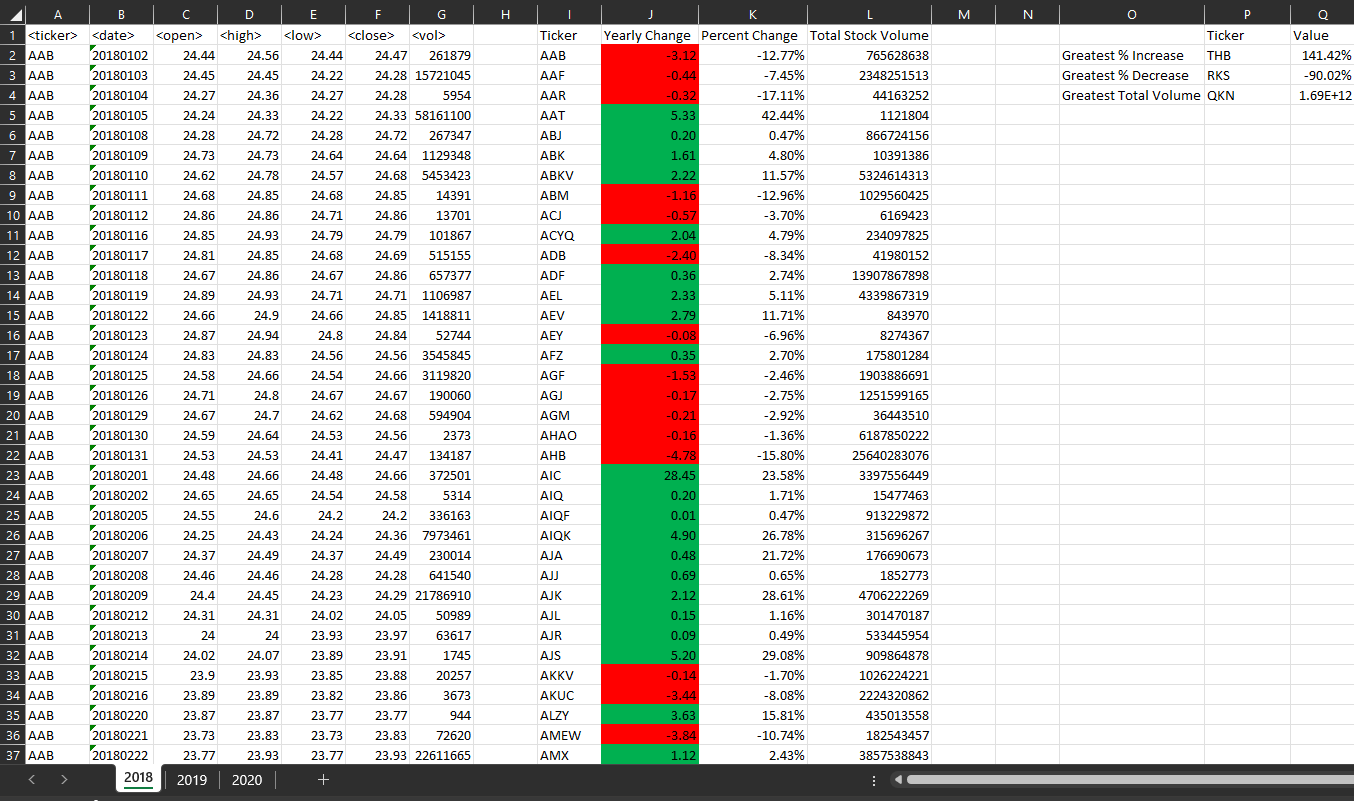 A B C D E F G H I J K L M N O P Q
1 <ticker> <date> <open> <high> <low> <close> <vol> Ticker Yearly Change Percent Change Total Stock Volume Ticker Value
2 AAB 20180102 24.44 24.56 24.44 24.47 261879 AAB -3.12 -12.77% 765628638 Greatest % Increase THB 141.42%
3 AAB 20180103 24.45 24.45 24.22 24.28 15721045 AAF -0.44 -7.45% 2348251513 Greatest % Decrease RKS -90.02%
4 AAB 20180104 24.27 24.36 24.27 24.28 5954 AAR -0.32 -17.11% 44163252 Greatest Total Volume QKN 1.69E+12
5 AAB 20180105 24.24 24.33 24.22 24.33 58161100 AAT 5.33 42.44% 1121804
6 AAB 20180108 24.28 24.72 24.28 24.72 267347 ABJ 0.20 0.47% 866724156
7 AAB 20180109 24.73 24.73 24.64 24.64 1129348 ABK 1.61 4.80% 10391386
8 AAB 20180110 24.62 24.78 24.57 24.68 5453423 ABKV 2.22 11.57% 5324614313
9 AAB 20180111 24.68 24.85 24.68 24.85 14391 ABM -1.16 -12.96% 1029560425
10 AAB 20180112 24.86 24.86 24.71 24.86 13701 ACJ -0.57 -3.70% 6169423
11 AAB 20180116 24.85 24.93 24.79 24.79 101867 ACYQ 2.04 4.79% 234097825
12 AAB 20180117 24.81 24.85 24.68 24.69 515155 ADB -2.40 -8.34% 41980152
13 AAB 20180118 24.67 24.86 24.67 24.86 657377 ADF 0.36 2.74% 13907867898
14 AAB 20180119 24.89 24.93 24.71 24.71 1106987 AEL 2.33 5.11% 4339867319
15 AAB 20180122 24.66 24.9 24.66 24.85 1418811 AEV 2.79 11.71% 843970
16 AAB 20180123 24.87 24.94 24.8 24.84 52744 AEY -0.08 -6.96% 8274367
17 AAB 20180124 24.83 24.83 24.56 24.56 3545845 AFZ 0.35 2.70% 175801284
18 AAB 20180125 24.58 24.66 24.54 24.66 3119820 AGF -1.53 -2.46% 1903886691
19 AAB 20180126 24.71 24.8 24.67 24.67 190060 AGJ -0.17 -2.75% 1251599165
20 AAB 20180129 24.67 24.7 24.62 24.68 594904 AGM -0.21 -2.92% 36443510
21 AAB 20180130 24.59 24.64 24.53 24.56 2373 AHAO -0.16 -1.36% 6187850222
22 AAB 20180131 24.53 24.53 24.41 24.47 134187 AHB -4.78 -15.80% 25640283076
23 AAB 20180201 24.48 24.66 24.48 24.66 372501 AIC 28.45 23.58% 3397556449
24 AAB 20180202 24.65 24.65 24.54 24.58 5314 AIQ 0.20 1.71% 15477463
25 AAB 20180205 24.55 24.6 24.2 24.2 336163 AIQF 0.01 0.47% 913229872
26 AAB 20180206 24.25 24.43 24.24 24.36 7973461 AIQK 4.90 26.78% 315696267
27 AAB 20180207 24.37 24.49 24.37 24.49 230014 AJA 0.48 21.72% 176690673
28 AAB 20180208 24.46 24.46 24.28 24.28 641540 AJJ 0.69 0.65% 1852773
29 AAB 20180209 24.4 24.45 24.23 24.29 21786910 AJK 2.12 28.61% 4706222269
30 AAB 20180212 24.31 24.31 24.02 24.05 50989 AJL 0.15 1.16% 301470187
31 AAB 20180213 24 24 23.93 23.97 63617 AJR 0.09 0.49% 533445954
32 AAB 20180214 24.02 24.07 23.89 23.91 1745 AJS 5.20 29.08% 909864878
33 AAB 20180215 23.9 23.93 23.85 23.88 20257 AKKV -0.14 -1.70% 1026224221
34 AAB 20180216 23.89 23.89 23.82 23.86 3673 AKUC -3.44 -8.08% 2224320862
35 AAB 20180220 23.87 23.87 23.77 23.77 944 ALZY 3.63 15.81% 435013558
36 AAB 20180221 23.73 23.83 23.73 23.83 72620 AMEW -3.84 -10.74% 182543457
37 AAB 20180222 23.77 23.93 23.77 23.93 22611665 AMX 1.12 2.43% 3857538843
2018 2019 2020